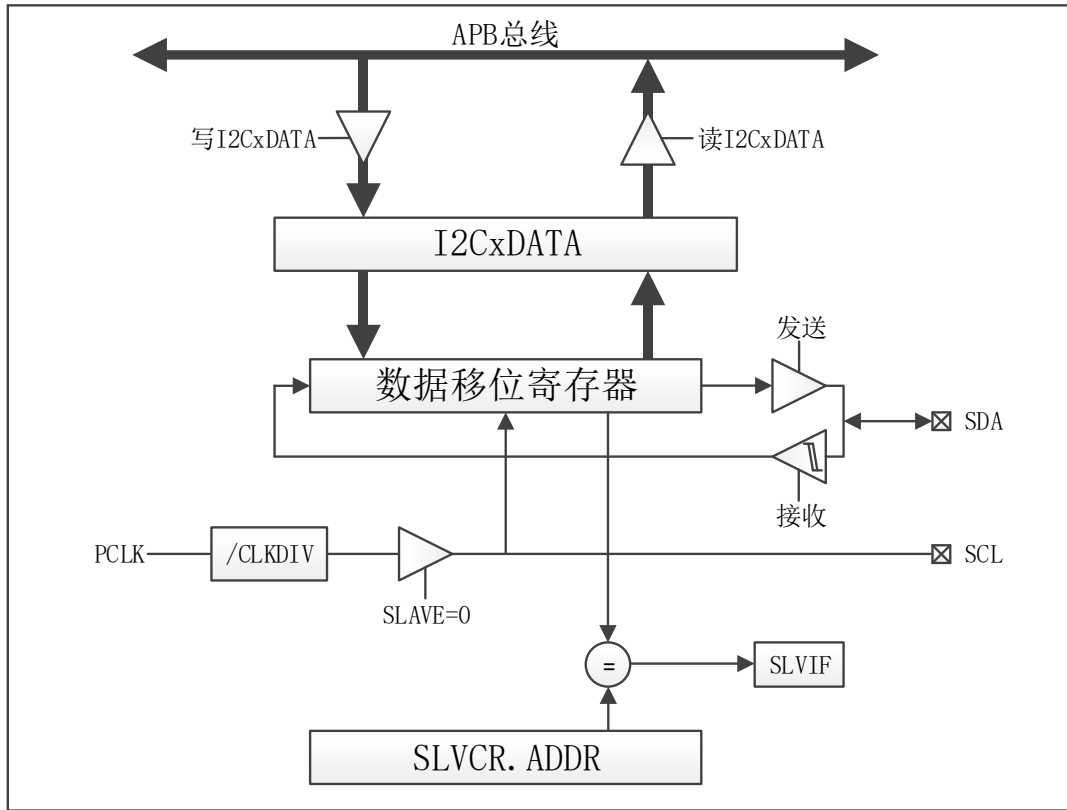 APB总线
写I2CxDATA
读I2CxDATA
I2CxDATA
发送
数据移位寄存器
SDA
接收
PCLK
/CLKDIV
SCL
SLAVE=0
=
SLVIF
SLVCR.ADDR